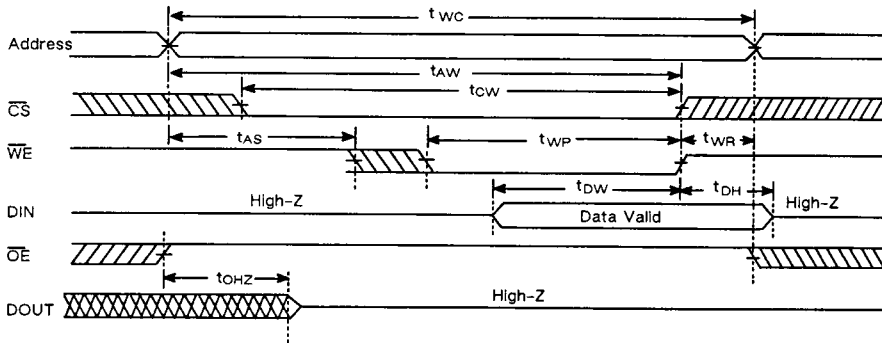 t WC
Address
tAW
tCW
CS
tAS
tWP
tWR
WE
tDW
tDH
DIN
High-Z
Data Valid
High-Z
OE
tOHZ
DOUT
High-Z